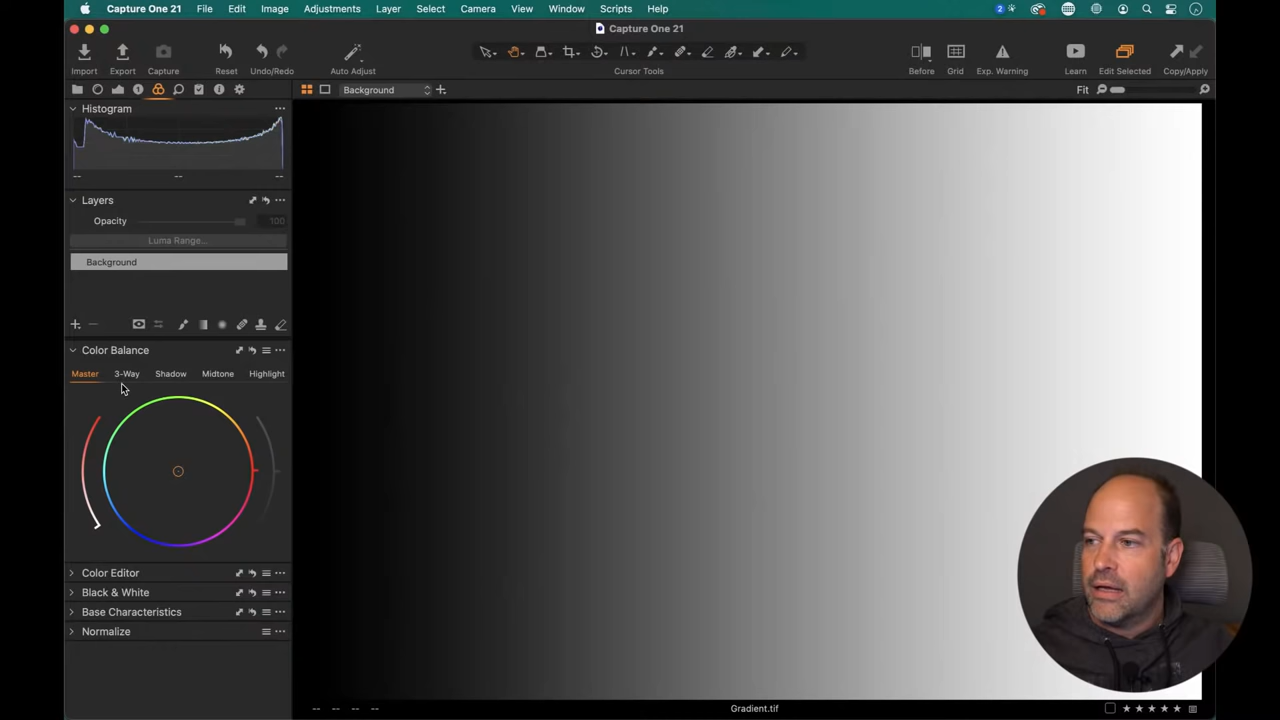 Capture One 21 File Edit Image Adjustments Layer Select Camera View Window Scripts Help 2
Capture One 21
Import Export Capture Reset Undo/Redo Auto Adjust Cursor Tools Before Grid Exp. Warning Learn Edit Selected Copy/Apply
Background Fit
Histogram
-- -- --
Layers
Opacity 100
Luma Range...
Background
Color Balance
Master 3-Way Shadow Midtone Highlight
Color Editor
Black & White
Base Characteristics
Normalize
-- -- -- -- Gradient.tif